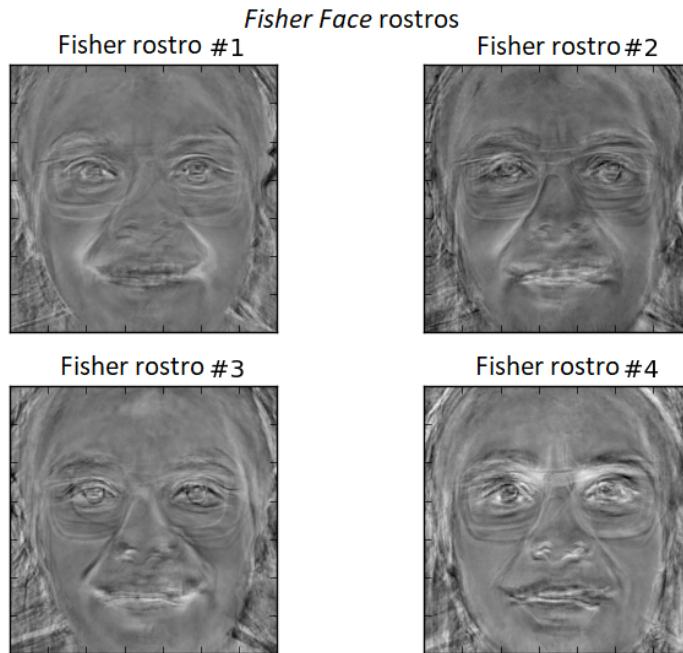 Fisher Face rostros
Fisher rostro #1
Fisher rostro #2
Fisher rostro #3
Fisher rostro #4